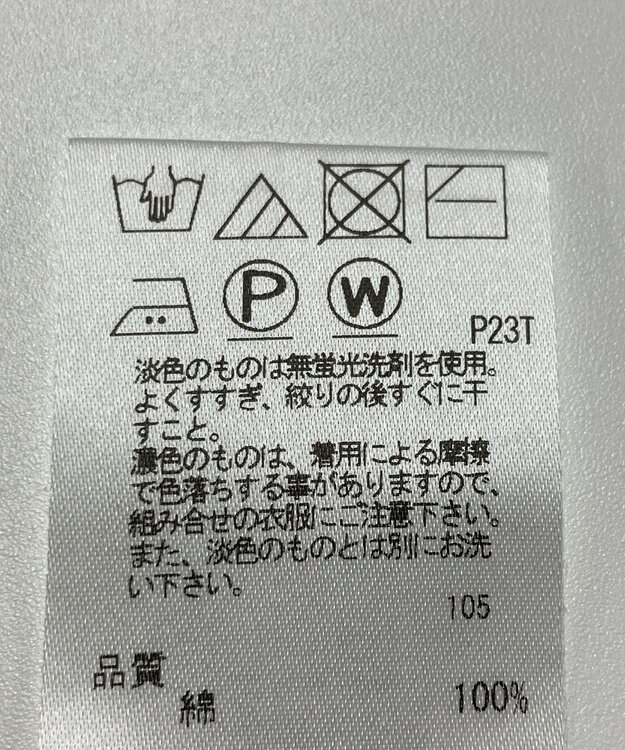 P W
P23T
淡色のものは無蛍光洗剤を使用。
よくすすぎ、絞りの後すぐに干
すこと。
濃色のものは、着用による摩擦
で色落ちする事がありますので、
組み合せの衣服にご注意下さい。
また、淡色のものとは別にお洗
い下さい。
105
品質
綿 100%